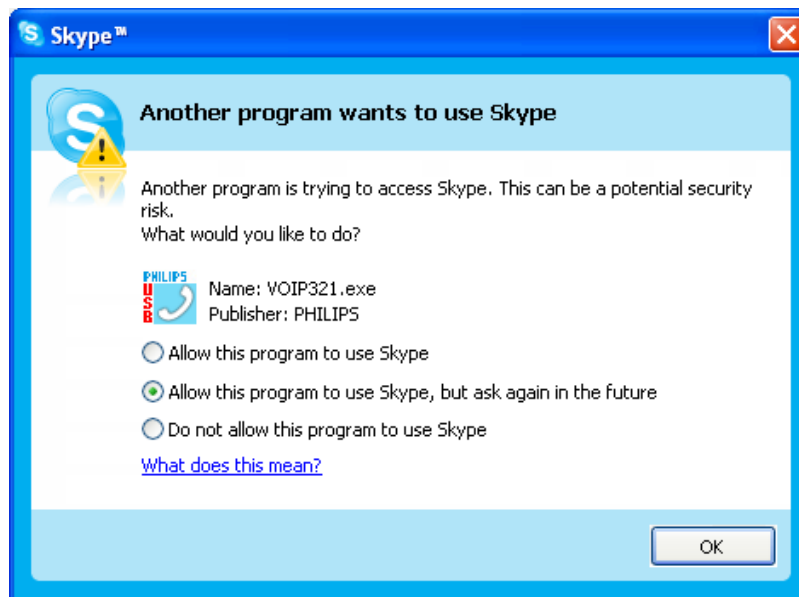 Skype™
Another program wants to use Skype
Another program is trying to access Skype. This can be a potential security
risk.
What would you like to do?
PHILIPS
USB
Name: VOIP321.exe
Publisher: PHILIPS
Allow this program to use Skype
Allow this program to use Skype, but ask again in the future
Do not allow this program to use Skype
What does this mean?
OK